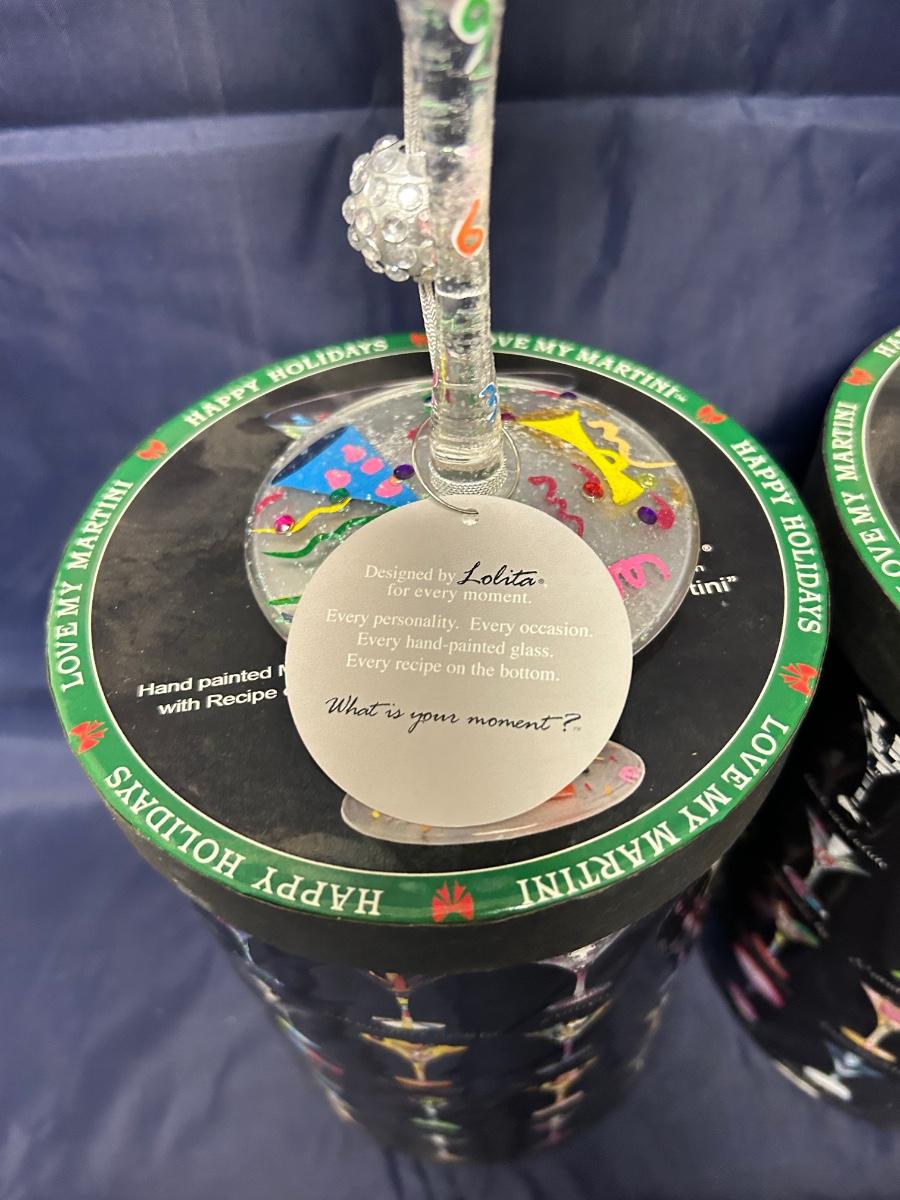 9
6
HAPPY HOLIDAYS
LOVE MY MARTINI™
HAPPY HOLIDAYS
LOVE MY MARTINI
HAPPY HOLIDAYS
LOVE MY MARTINI
Designed by Lolita®
for every moment.
Every personality. Every occasion.
Every hand-painted glass.
Every recipe on the bottom.
What is your moment?™
Hand painted
with Recipe
®
tini”
LOVE MY MARTINI